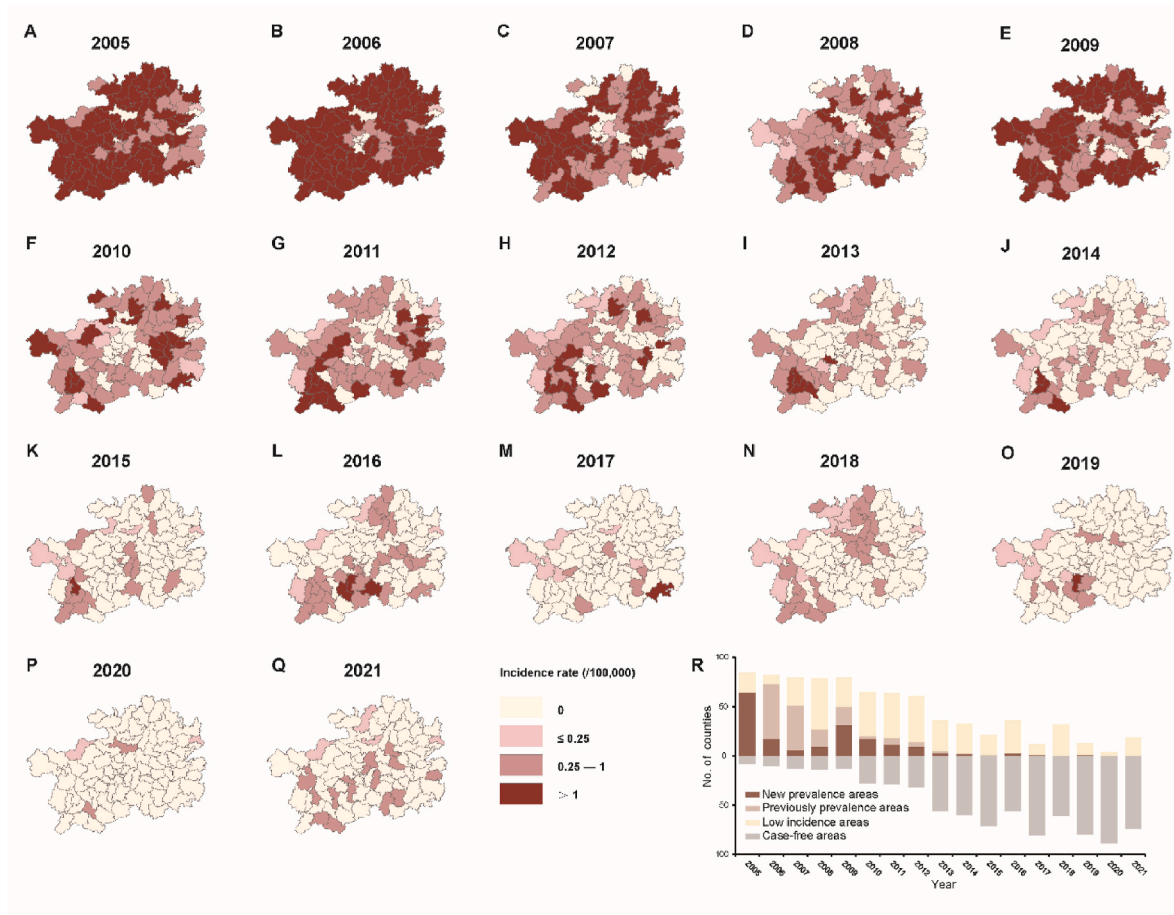 A
2005
B
2006
C
2007
D
2008
E
2009
F
2010
G
2011
H
2012
I
2013
J
2014
K
2015
L
2016
M
2017
N
2018
O
2019
P
2020
Q
2021
Incidence rate (/100,000)
0
≤ 0.25
0.25 — 1
> 1
R
No. of counties
100
50
0
50
100
New prevalence areas
Previously prevalence areas
Low incidence areas
Case-free areas
2005 2006 2007 2008 2009 2010 2011 2012 2013 2014 2015 2016 2017 2018 2019 2020 2021
Year